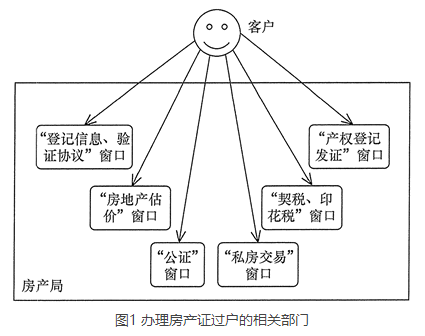 客户
“登记信息、验
证协议”窗口
“产权登记
发证”窗口
“房地产估
价”窗口
“契税、印
花税”窗口
“公证”
窗口
“私房交易”
窗口
房产局
图1 办理房产证过户的相关部门